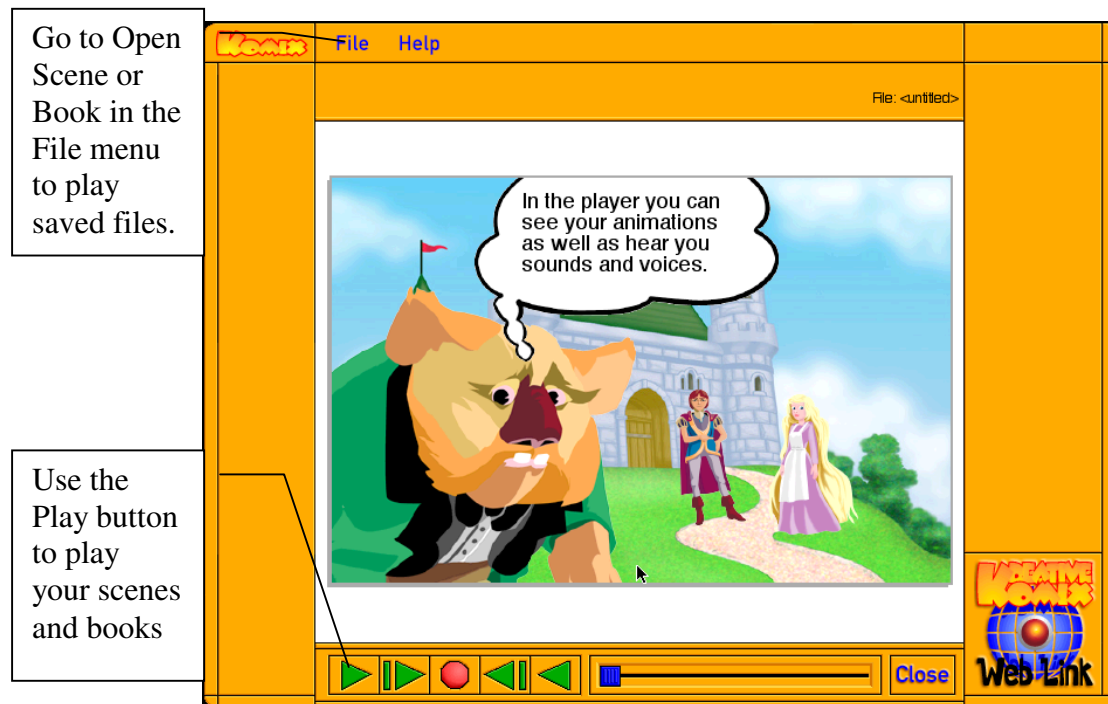 Go to Open
Scene or
Book in the
File menu
to play
saved files.
Komix
File Help
File: <untitled>
In the player you can
see your animations
as well as hear you
sounds and voices.
Use the
Play button
to play
your scenes
and books
Close
Kreative
Komix
Web Link